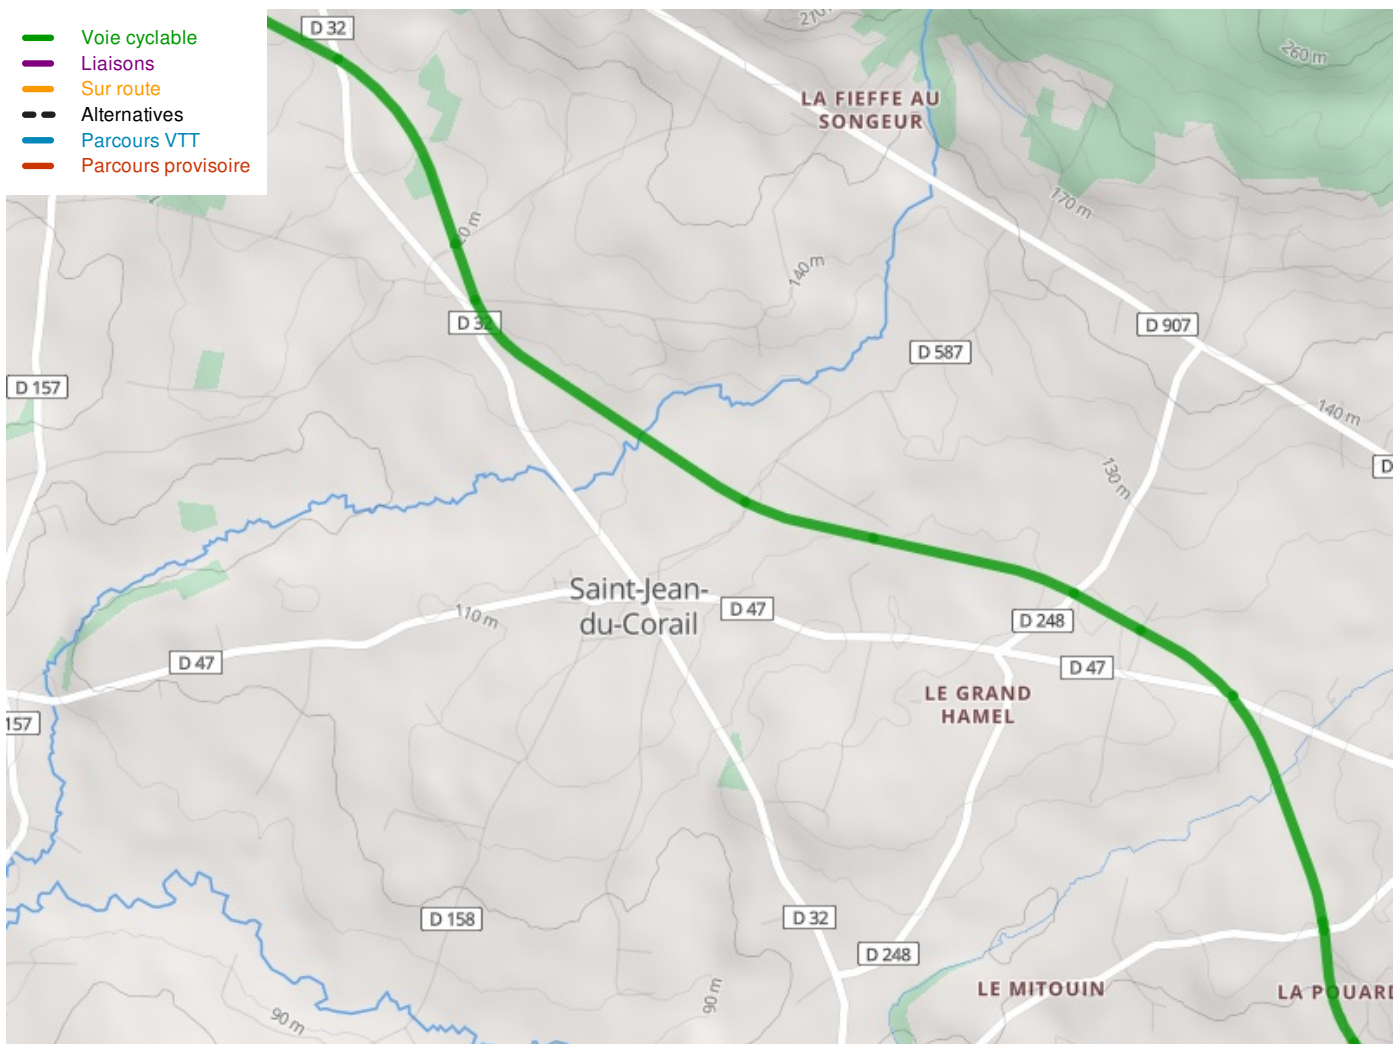 Voie cyclable
Liaisons
Sur route
Alternatives
Parcours VTT
Parcours provisoire
D 32
260 m
LA FIEFFE AU
SONGEUR
170 m
140 m
D 32
D 907
D 587
D 157
140 m
130 m
Saint-Jean-
du-Corail
D 47
110 m
D 248
D 47
D 47
LE GRAND
HAMEL
157
D 158
D 32
D 248
LE MITOUIN
LA POUARD
90 m
90 m